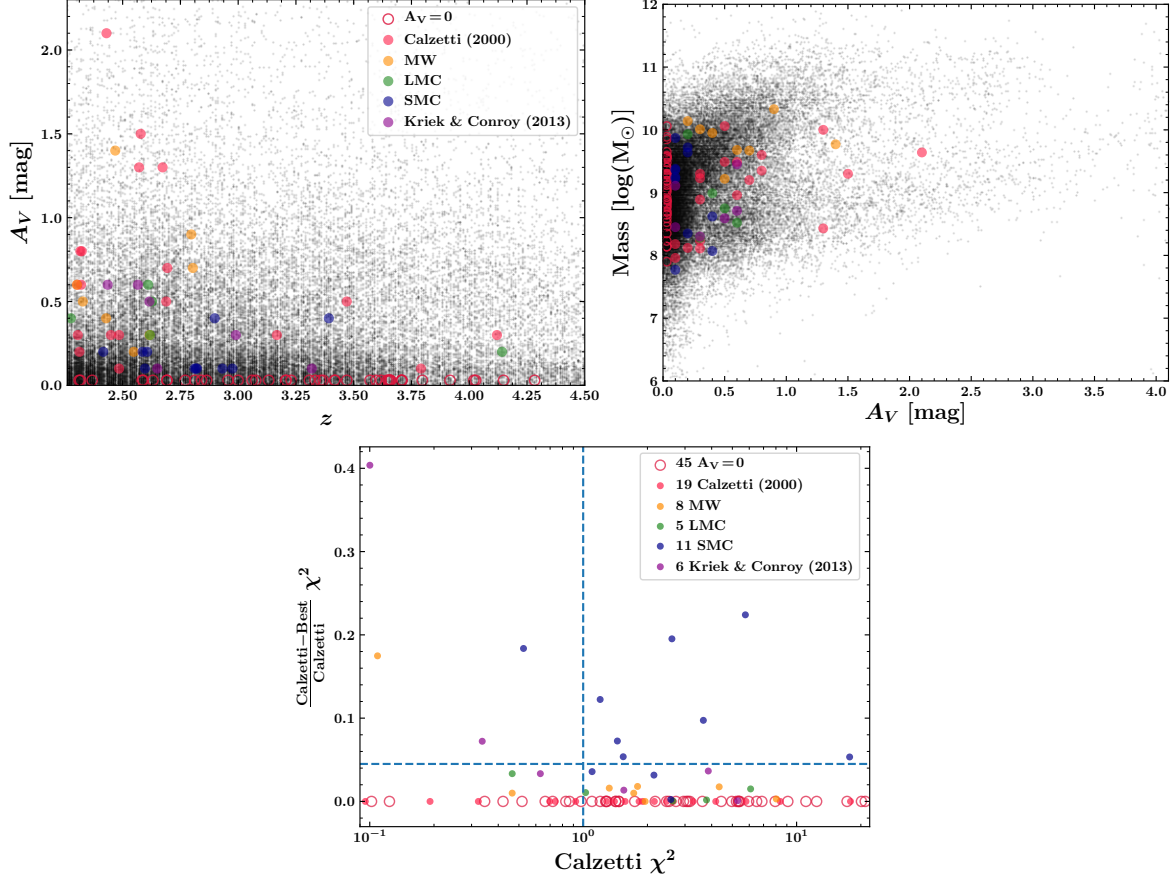 2.0
1.5
1.0
0.5
0.0
A_V [mag]
2.50 2.75 3.00 3.25 3.50 3.75 4.00 4.25 4.50
z
A_V = 0
Calzetti (2000)
MW
LMC
SMC
Kriek & Conroy (2013)
12
11
10
9
8
7
6
Mass [log(M⊙)]
0.0 0.5 1.0 1.5 2.0 2.5 3.0 3.5 4.0
A_V [mag]
0.4
0.3
0.2
0.1
0.0
Calzetti−Best
Calzetti
χ²
10⁻¹ 10⁰ 10¹
Calzetti χ²
45 A_V = 0
19 Calzetti (2000)
8 MW
5 LMC
11 SMC
6 Kriek & Conroy (2013)